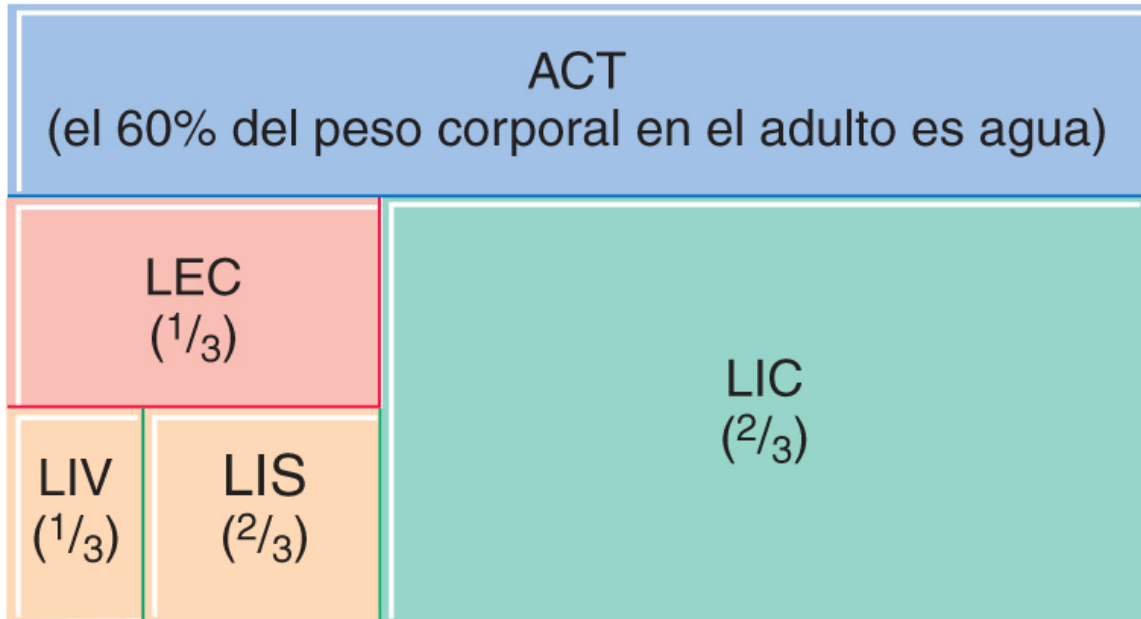 ACT
(el 60% del peso corporal en el adulto es agua)
LEC
(1/3)
LIC
(2/3)
LIV
(1/3)
LIS
(2/3)